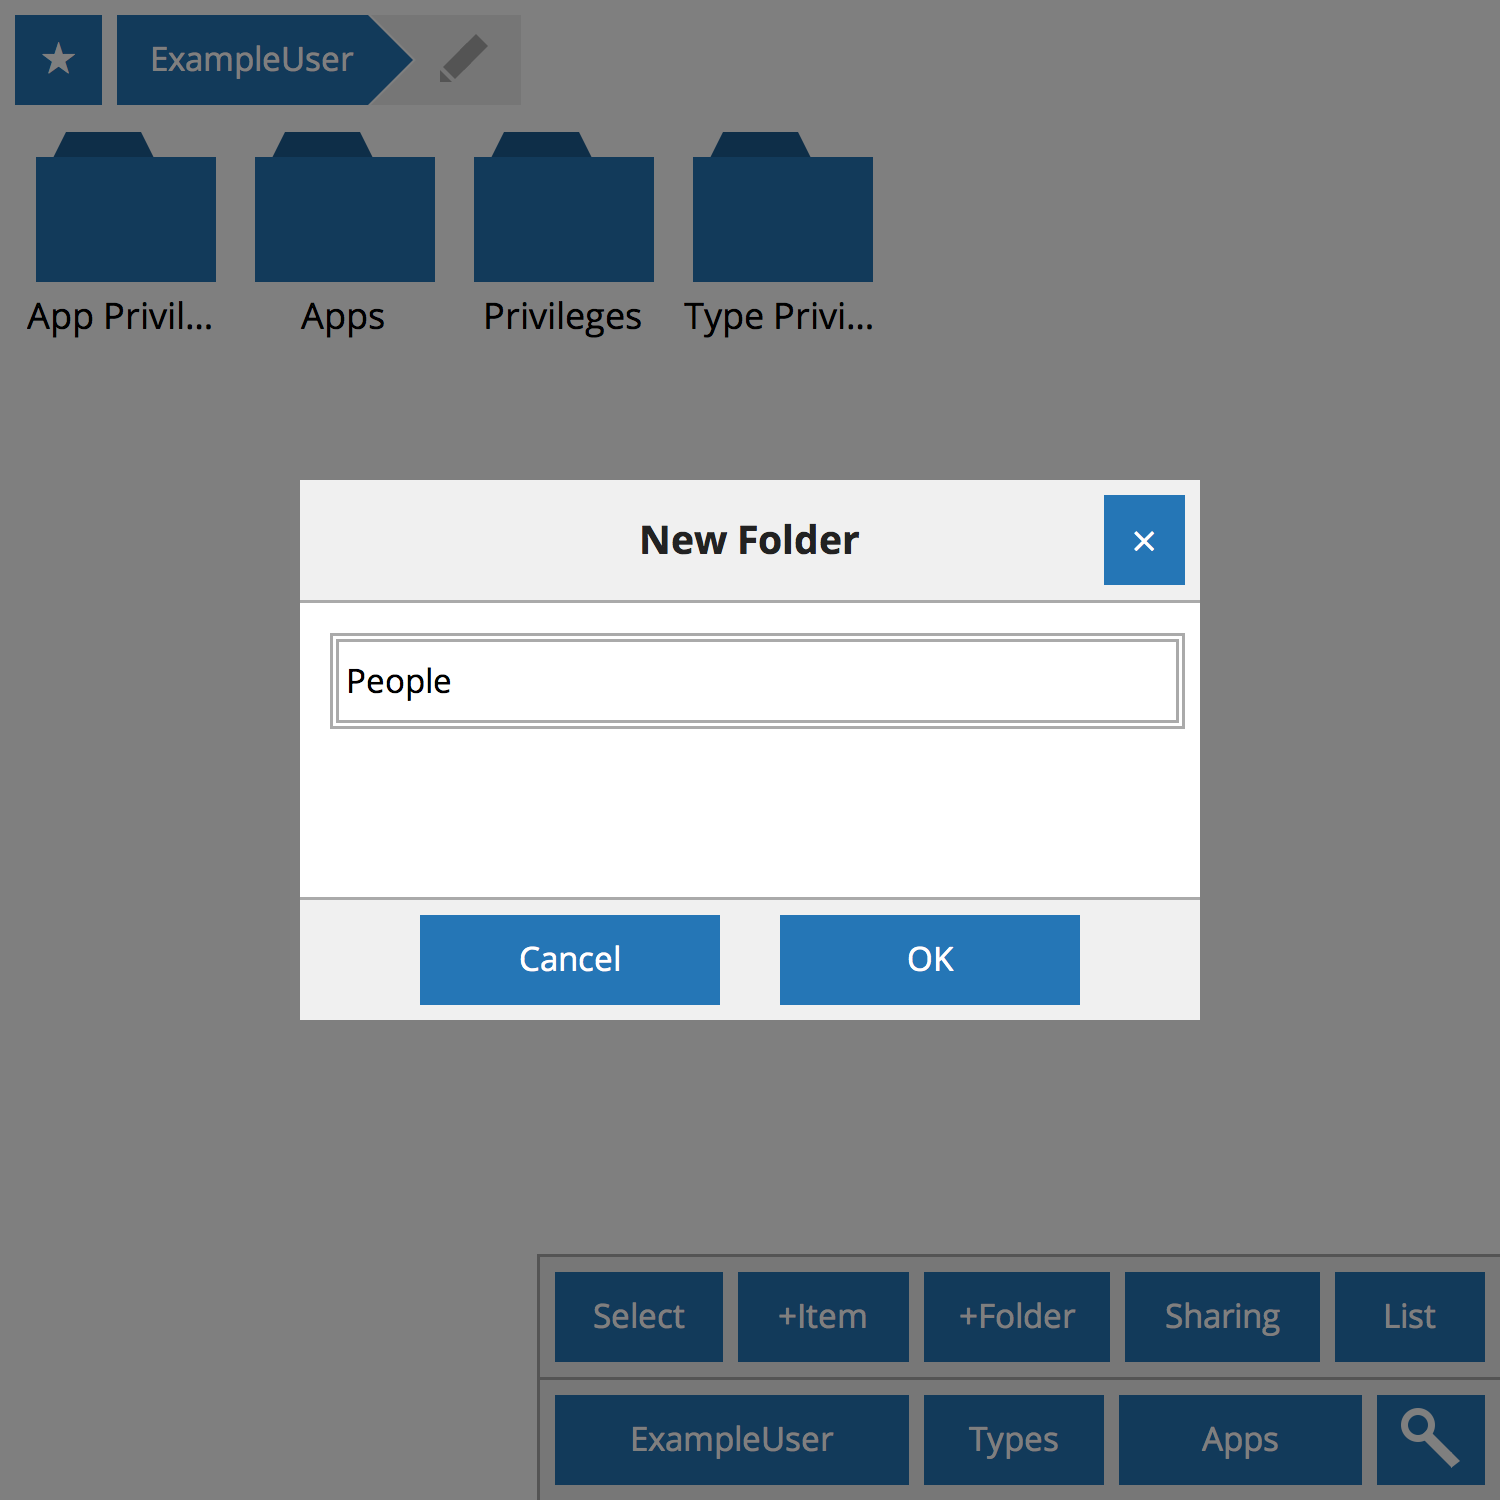 ExampleUser
App Privil...
Apps
Privileges
Type Privi...
New Folder
×
People
Cancel
OK
Select
+Item
+Folder
Sharing
List
ExampleUser
Types
Apps